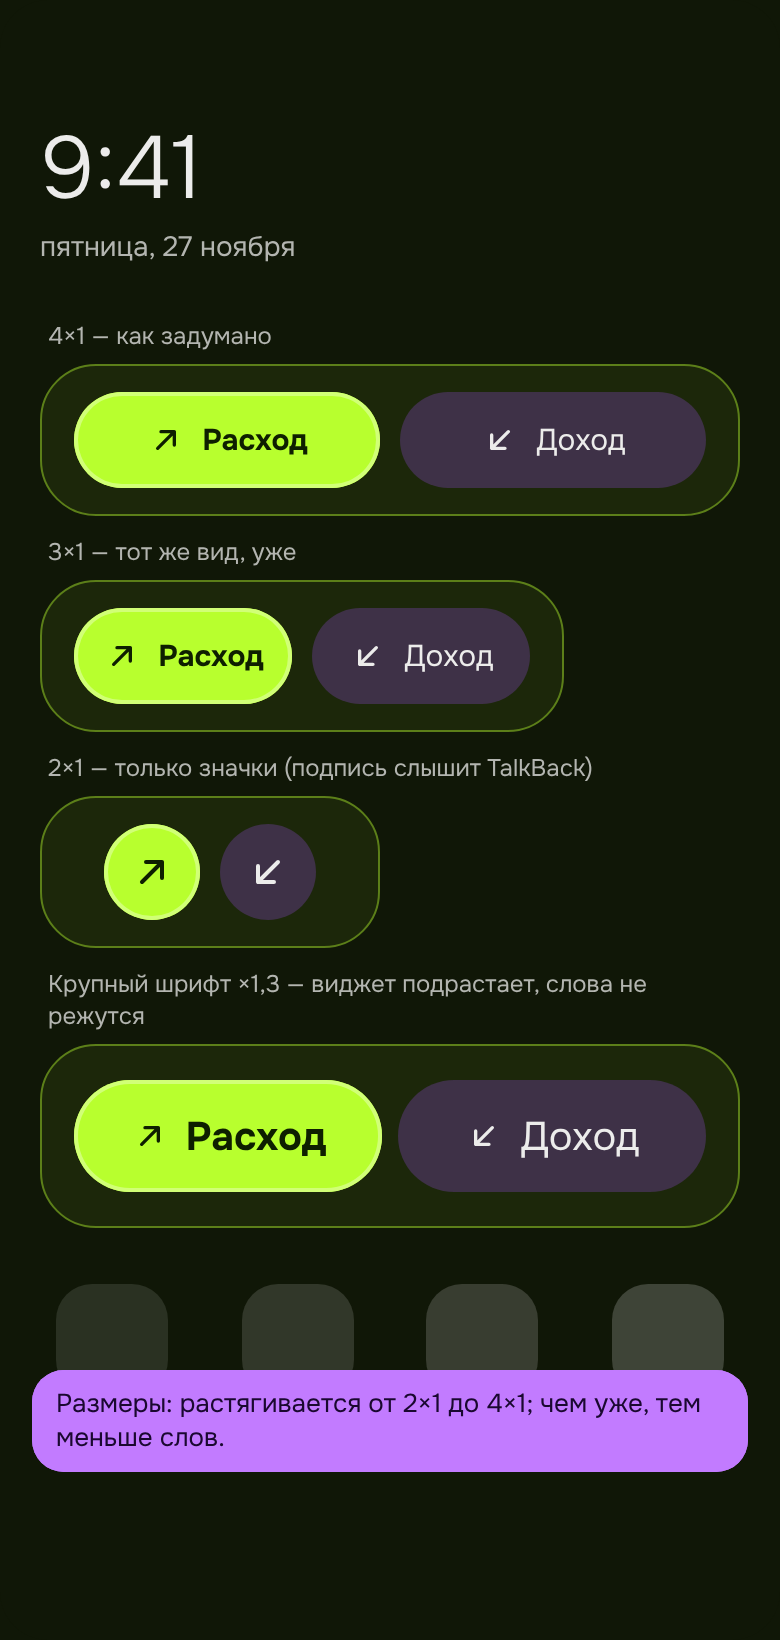 9:41
пятница, 27 ноября
4×1 — как задумано
Расход
Доход
3×1 — тот же вид, уже
Расход
Доход
2×1 — только значки (подпись слышит TalkBack)
Крупный шрифт ×1,3 — виджет подрастает, слова не
режутся
Расход
Доход
Размеры: растягивается от 2×1 до 4×1; чем уже, тем
меньше слов.